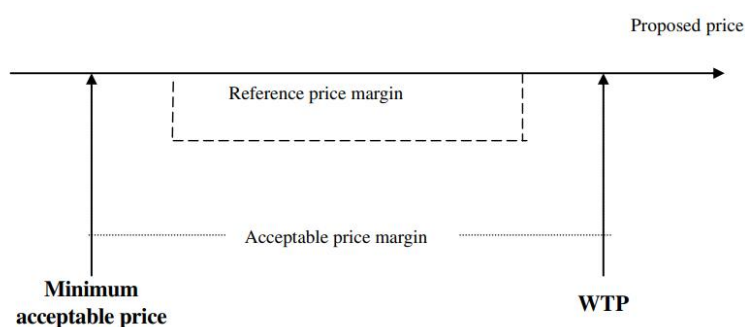 Proposed price
Reference price margin
Acceptable price margin
Minimum
acceptable price
WTP